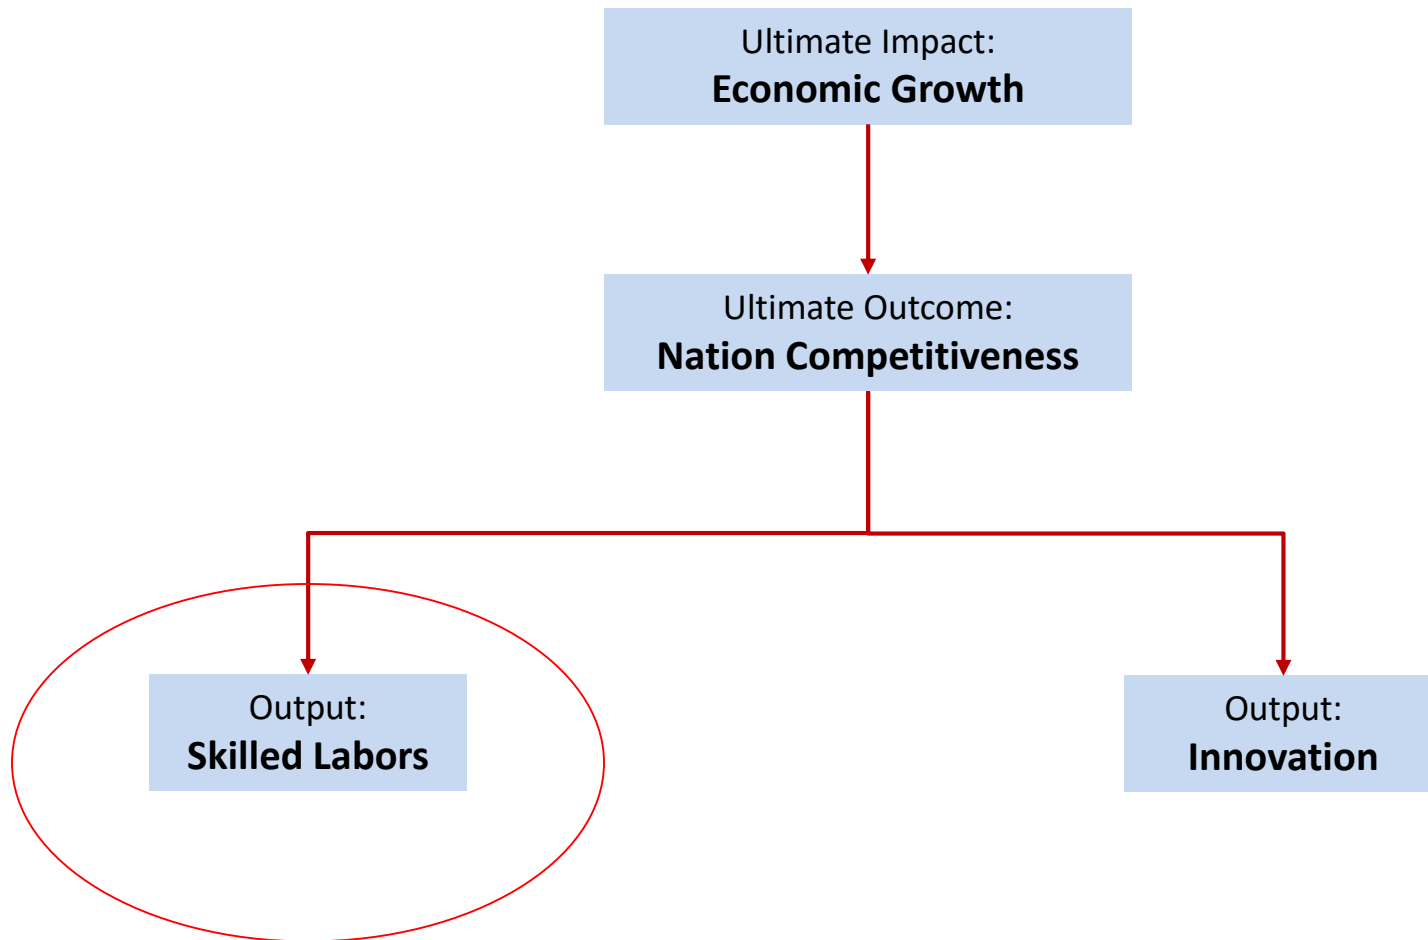 Ultimate Impact:
Economic Growth
Ultimate Outcome:
Nation Competitiveness
Output:
Skilled Labors
Output:
Innovation